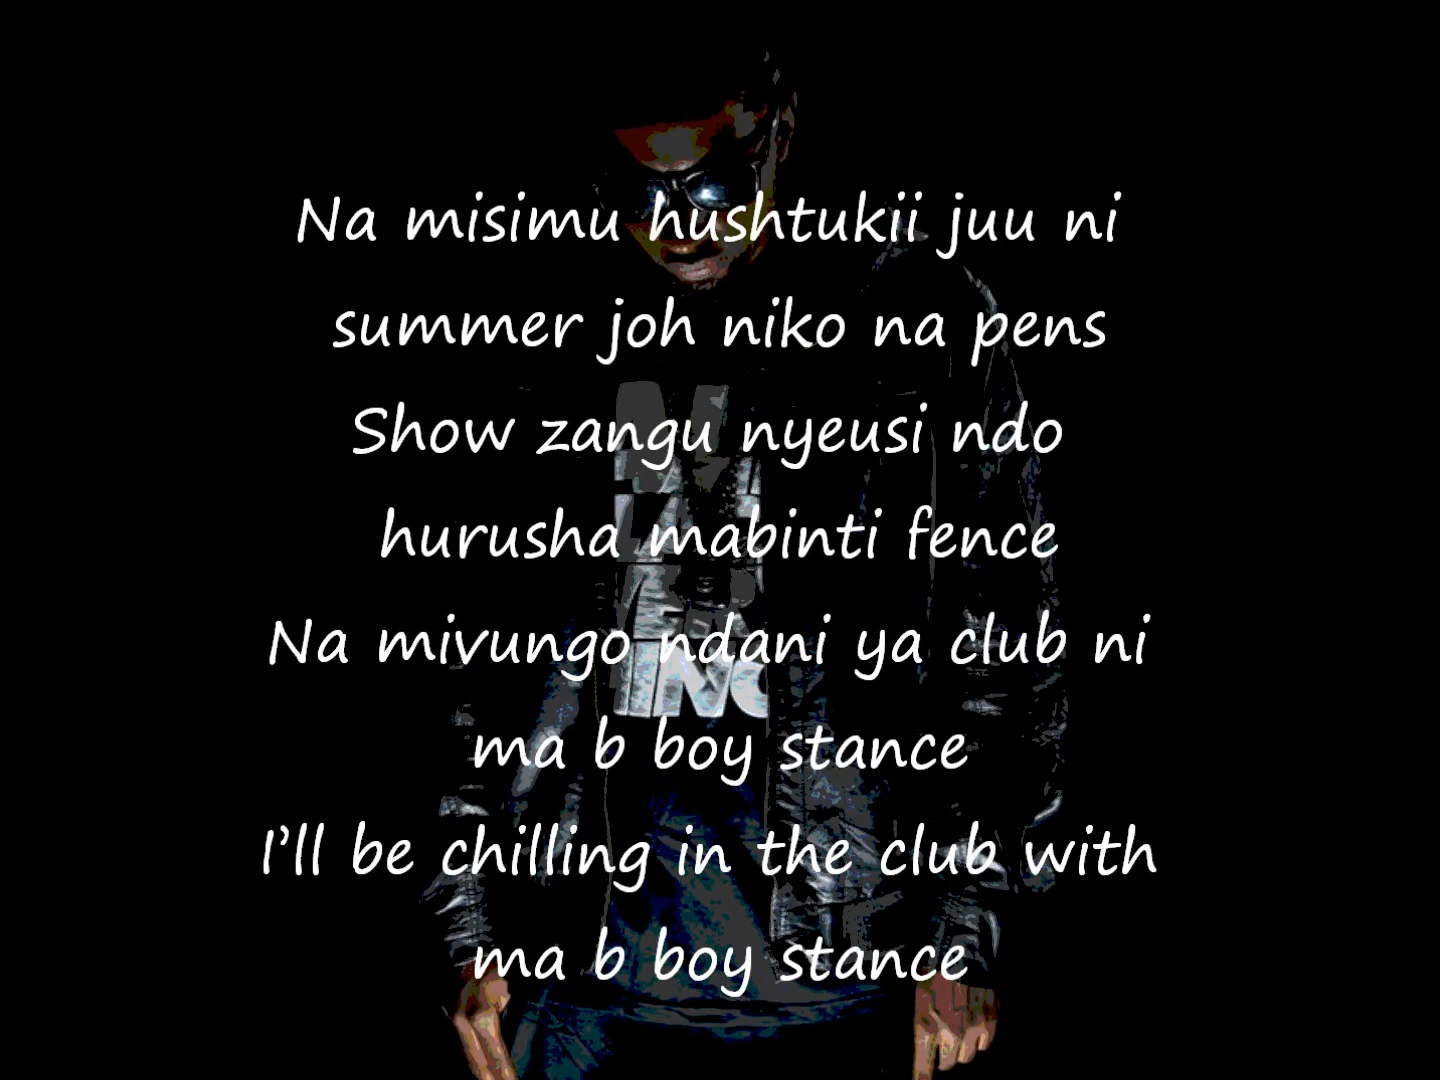 Na misimu hushtukii juu ni
summer joh niko na pens
Show zangu nyeusi ndo
hurusha mabinti fence
Na mivungo ndani ya club ni
ma b boy stance
I'll be chilling in the club with
ma b boy stance